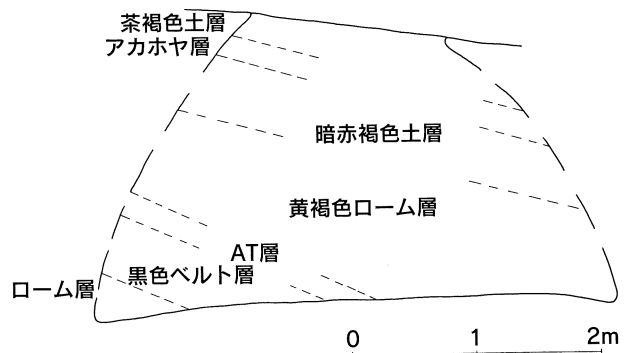 茶褐色土層
アカホヤ層
暗赤褐色土層
黄褐色ローム層
AT層
黒色ベルト層
ローム層
0 1 2m